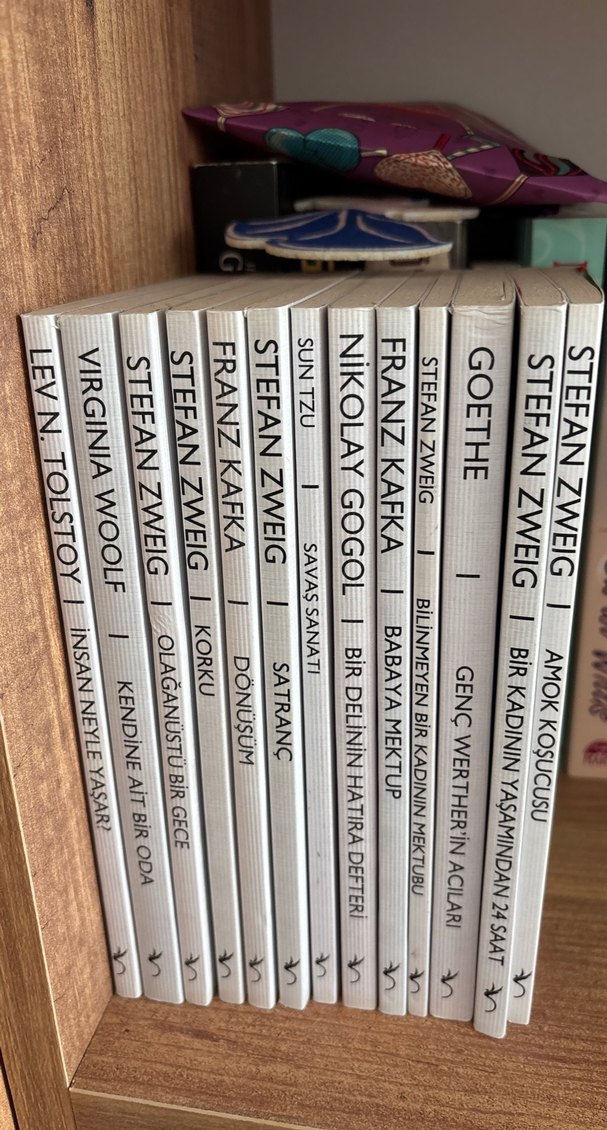 LEV N. TOLSTOY | İNSAN NEYLE YAŞAR?
VIRGINIA WOOLF | KENDİNE AİT BİR ODA
STEFAN ZWEIG | OLAĞANÜSTÜ BİR GECE
STEFAN ZWEIG | KORKU
FRANZ KAFKA | DÖNÜŞÜM
STEFAN ZWEIG | SATRANÇ
SUN TZU | SAVAŞ SANATI
NİKOLAY GOGOL | BİR DELİNİN HATIRA DEFTERİ
FRANZ KAFKA | BABAYA MEKTUP
STEFAN ZWEIG | BİLİNMEYEN BİR KADININ MEKTUBU
GOETHE | GENÇ WERTHER'İN ACILARI
STEFAN ZWEIG | BİR KADININ YAŞAMINDAN 24 SAAT
STEFAN ZWEIG | AMOK KOŞUCUSU